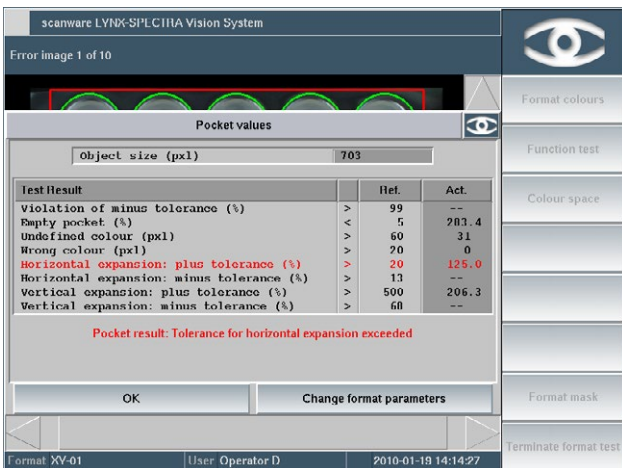 scanware LYNX-SPECTRA Vision System
Error image 1 of 10
Pocket values
Object size (pxl) 703
Test Result Ref. Act.
Violation of minus tolerance (%) > 99 --
Empty pocket (%) < 5 203.4
Undefined colour (pxl) > 60 31
Wrong colour (pxl) > 20 0
Horizontal expansion: plus tolerance (%) > 20 125.0
Horizontal expansion: minus tolerance (%) > 13 --
Vertical expansion: plus tolerance (%) > 500 206.3
Vertical expansion: minus tolerance (%) > 60 --
Pocket result: Tolerance for horizontal expansion exceeded
OK Change format parameters
Format XY-01 User Operator D 2010-01-19 14:14:27
Format colours
Function test
Colour space
Format mask
Terminate format test